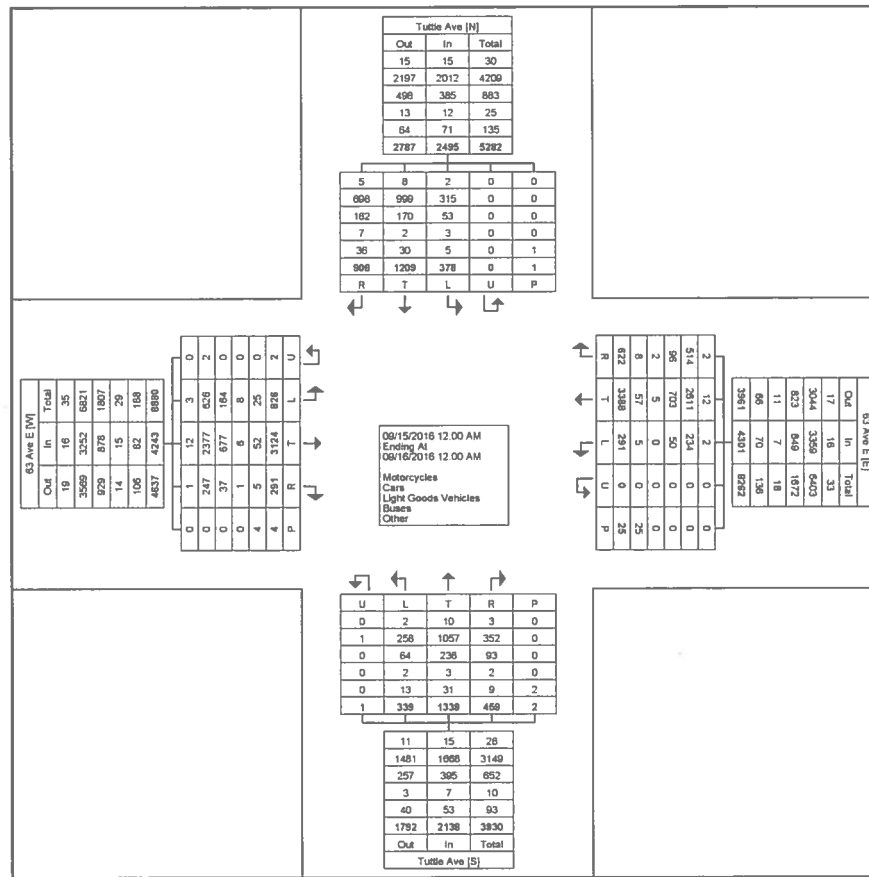 Tuttle Ave [N]
Out In Total
15 15 30
2197 2012 4209
498 385 883
13 12 25
64 71 135
2787 2495 5282
5 8 2 0 0
698 999 315 0 0
162 170 53 0 0
7 2 3 0 0
36 30 5 0 1
908 1209 378 0 1
R T L U P
U L T R P
2 826 3124 291 4
0 25 52 5 4
0 8 6 1 0
0 164 677 37 0
2 626 2377 247 0
0 3 12 1 0
8880 4243 4637
188 82 106
29 15 14
1807 878 929
6821 3252 3569
35 16 19
Total In Out
63 Ave E [W]
09/15/2016 12:00 AM
Ending At
09/16/2016 12:00 AM
Motorcycles
Cars
Light Goods Vehicles
Buses
Other
63 Ave E [E]
Out In Total
17 16 33
3044 3359 6403
823 849 1672
11 7 18
66 70 136
3961 4301 8262
2 12 2 0 0
514 2611 234 0 0
96 703 50 0 0
2 5 0 0 0
8 57 5 0 25
622 3388 291 0 25
R T L U P
U L T R P
0 2 10 3 0
1 258 1057 352 0
0 64 238 93 0
0 2 3 2 0
0 13 31 9 2
1 339 1339 459 2
11 15 26
1481 1668 3149
257 395 652
3 7 10
40 53 93
1792 2138 3930
Out In Total
Tuttle Ave [S]